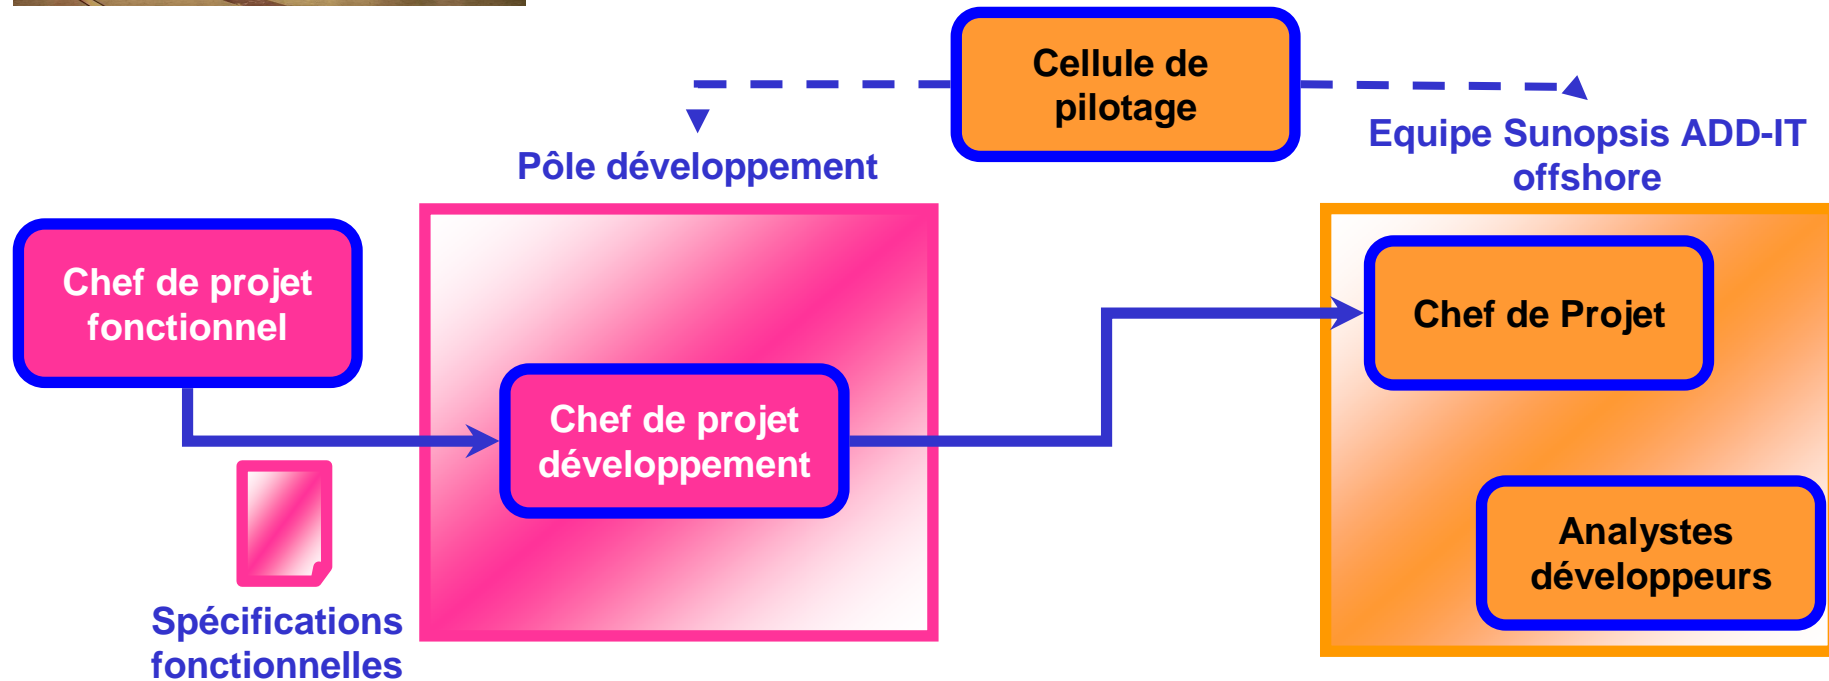 Cellule de
pilotage
Equipe Sunopsis ADD-IT
offshore
Pôle développement
Chef de projet
fonctionnel
Chef de Projet
Chef de projet
développement
Analystes
développeurs
Spécifications
fonctionnelles